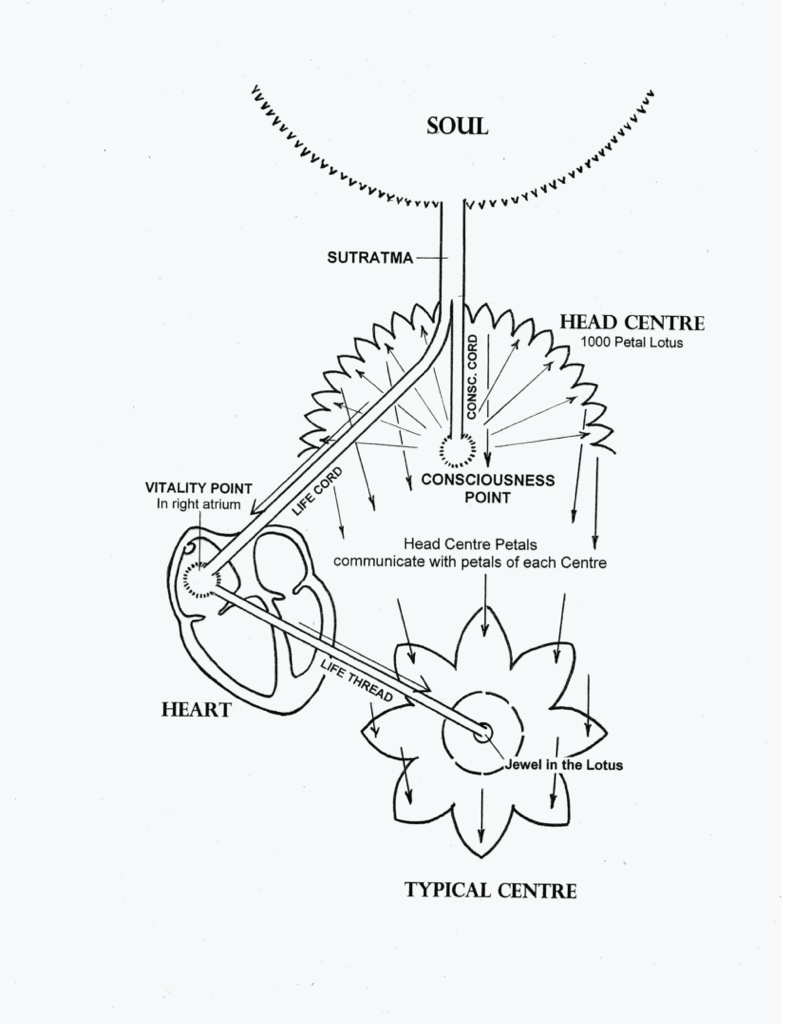 SOUL
SUTRATMA
HEAD CENTRE
1000 Petal Lotus
CONSC. CORD
CONSCIOUSNESS
POINT
VITALITY POINT
In right atrium
LIFE CORD
Head Centre Petals
communicate with petals of each Centre
LIFE THREAD
HEART
Jewel in the Lotus
TYPICAL CENTRE